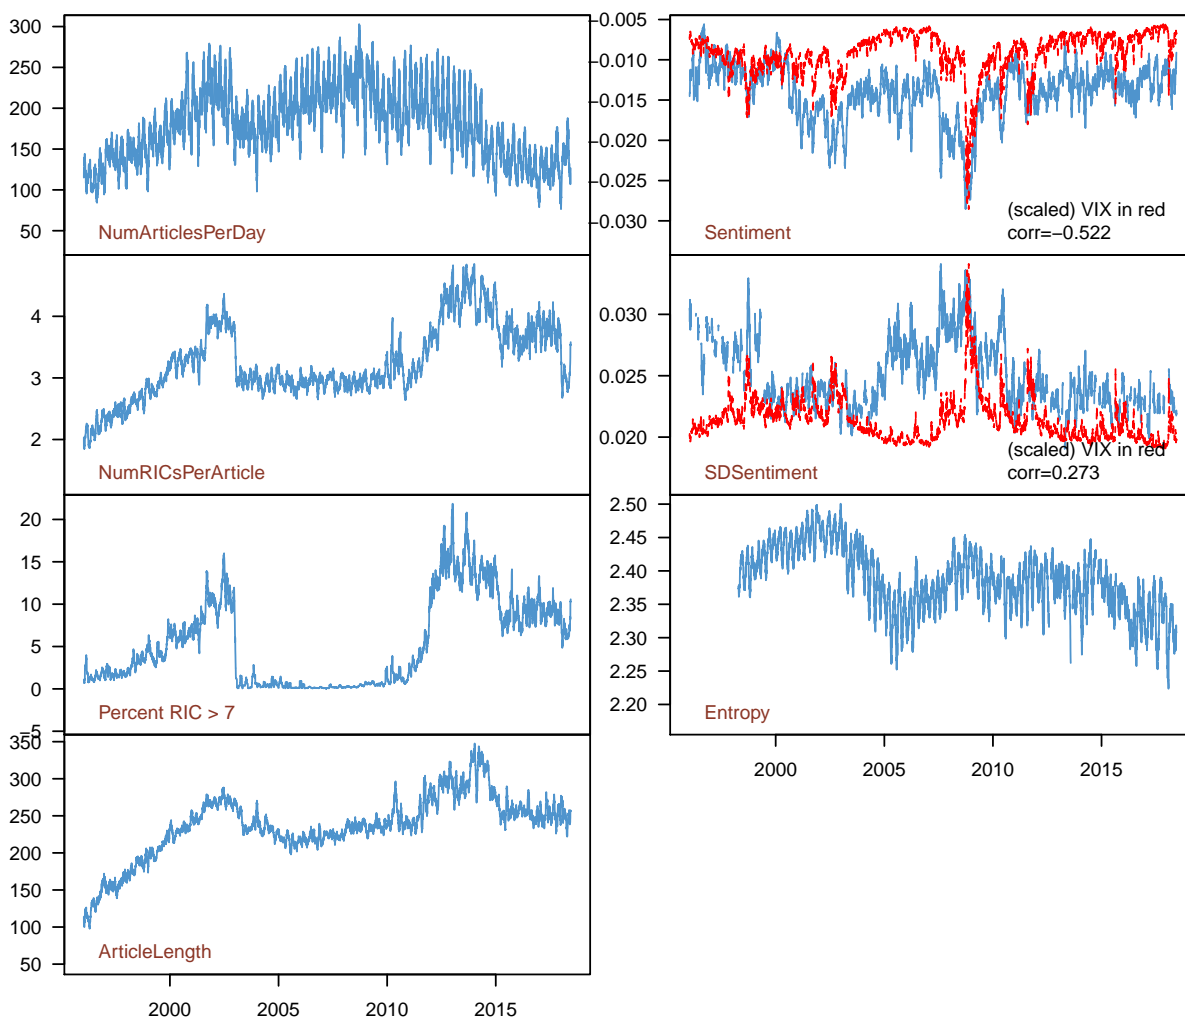 300
250
200
150
100
50
NumArticlesPerDay
−0.005
−0.010
−0.015
−0.020
−0.025
−0.030
(scaled) VIX in red
corr=−0.522
Sentiment
4
3
2
NumRICsPerArticle
0.030
0.025
0.020
(scaled) VIX in red
corr=0.273
SDSentiment
20
15
10
5
0
−5
Percent RIC > 7
2.50
2.45
2.40
2.35
2.30
2.25
2.20
Entropy
2000 2005 2010 2015
350
300
250
200
150
100
50
ArticleLength
2000 2005 2010 2015